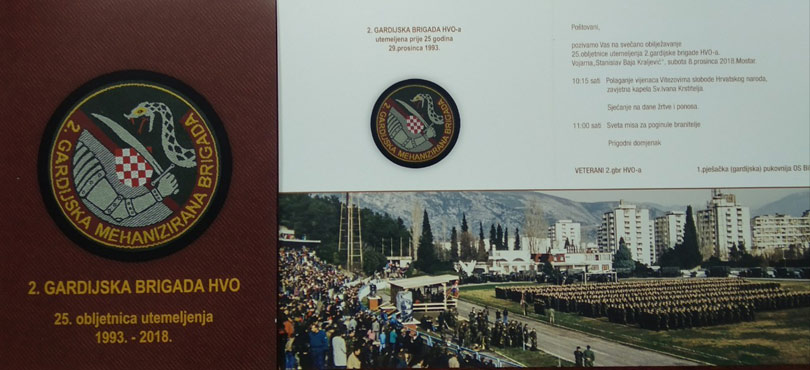 2. GARDIJSKA MEHANIZIRANA BRIGADA
2. GARDIJSKA BRIGADA HVO
25. obljetnica utemeljenja
1993. - 2018.
2. GARDIJSKA BRIGADA HVO-a
utemeljena prije 25 godina
29.prosinca 1993.
2. GARDIJSKA MEHANIZIRANA BRIGADA
Poštovani,
pozivamo Vas na svečano obilježavanje
25.obljetnice utemeljenja 2.gardijske brigade HVO-a.
Vojarna „Stanislav Baja Kraljević", subota 8.prosinca 2018.Mostar.
10:15 sati Polaganje vijenaca Vitezovima slobode Hrvatskog naroda,
zavjetna kapela Sv.Ivana Krstitelja.
Sjećanje na dane žrtve i ponosa.
11:00 sati Sveta misa za poginule branitelje
Prigodni domjenak
VETERANI 2.gbr HVO-a
1.pješačka (gardijska) pukovnija OS Bi